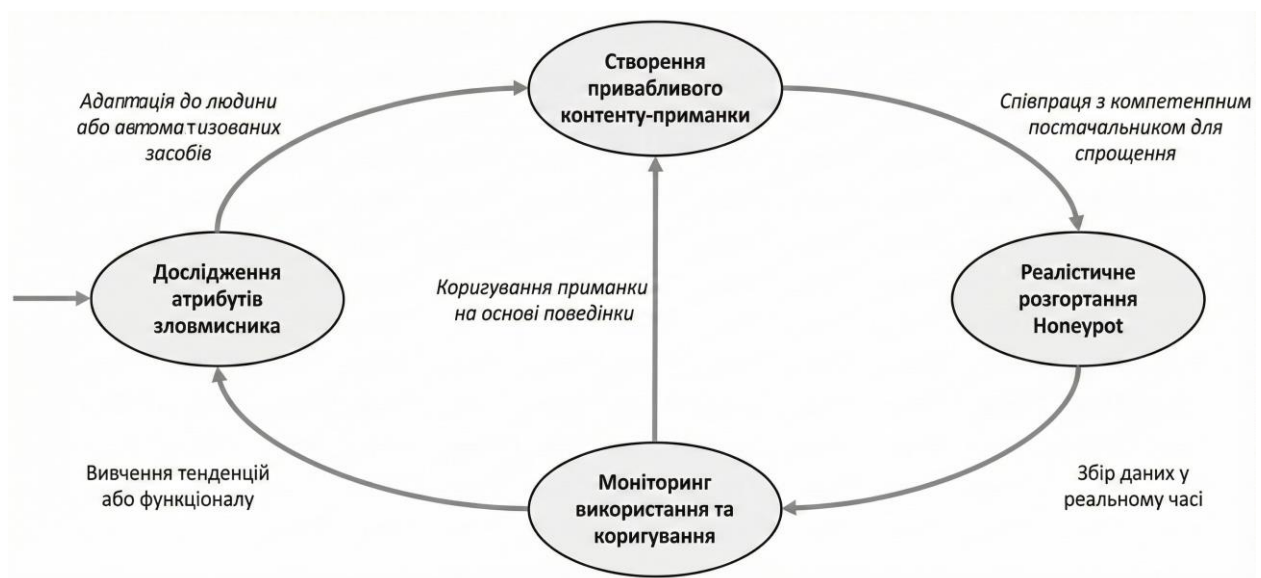 Створення
привабливого
контенту-приманки
Адаптація до людини
або автоматизованих
засобів
Співпраця з компетеппим
постачальником для
спрощення
Дослідження
атрибутів
зловмисника
Коригування приманки
на основі поведінки
Реалістичне
розгортання
Honeypot
Вивчення тенденцій
або функціоналу
Моніторинг
використання та
коригування
Збір даних у
реальному часі